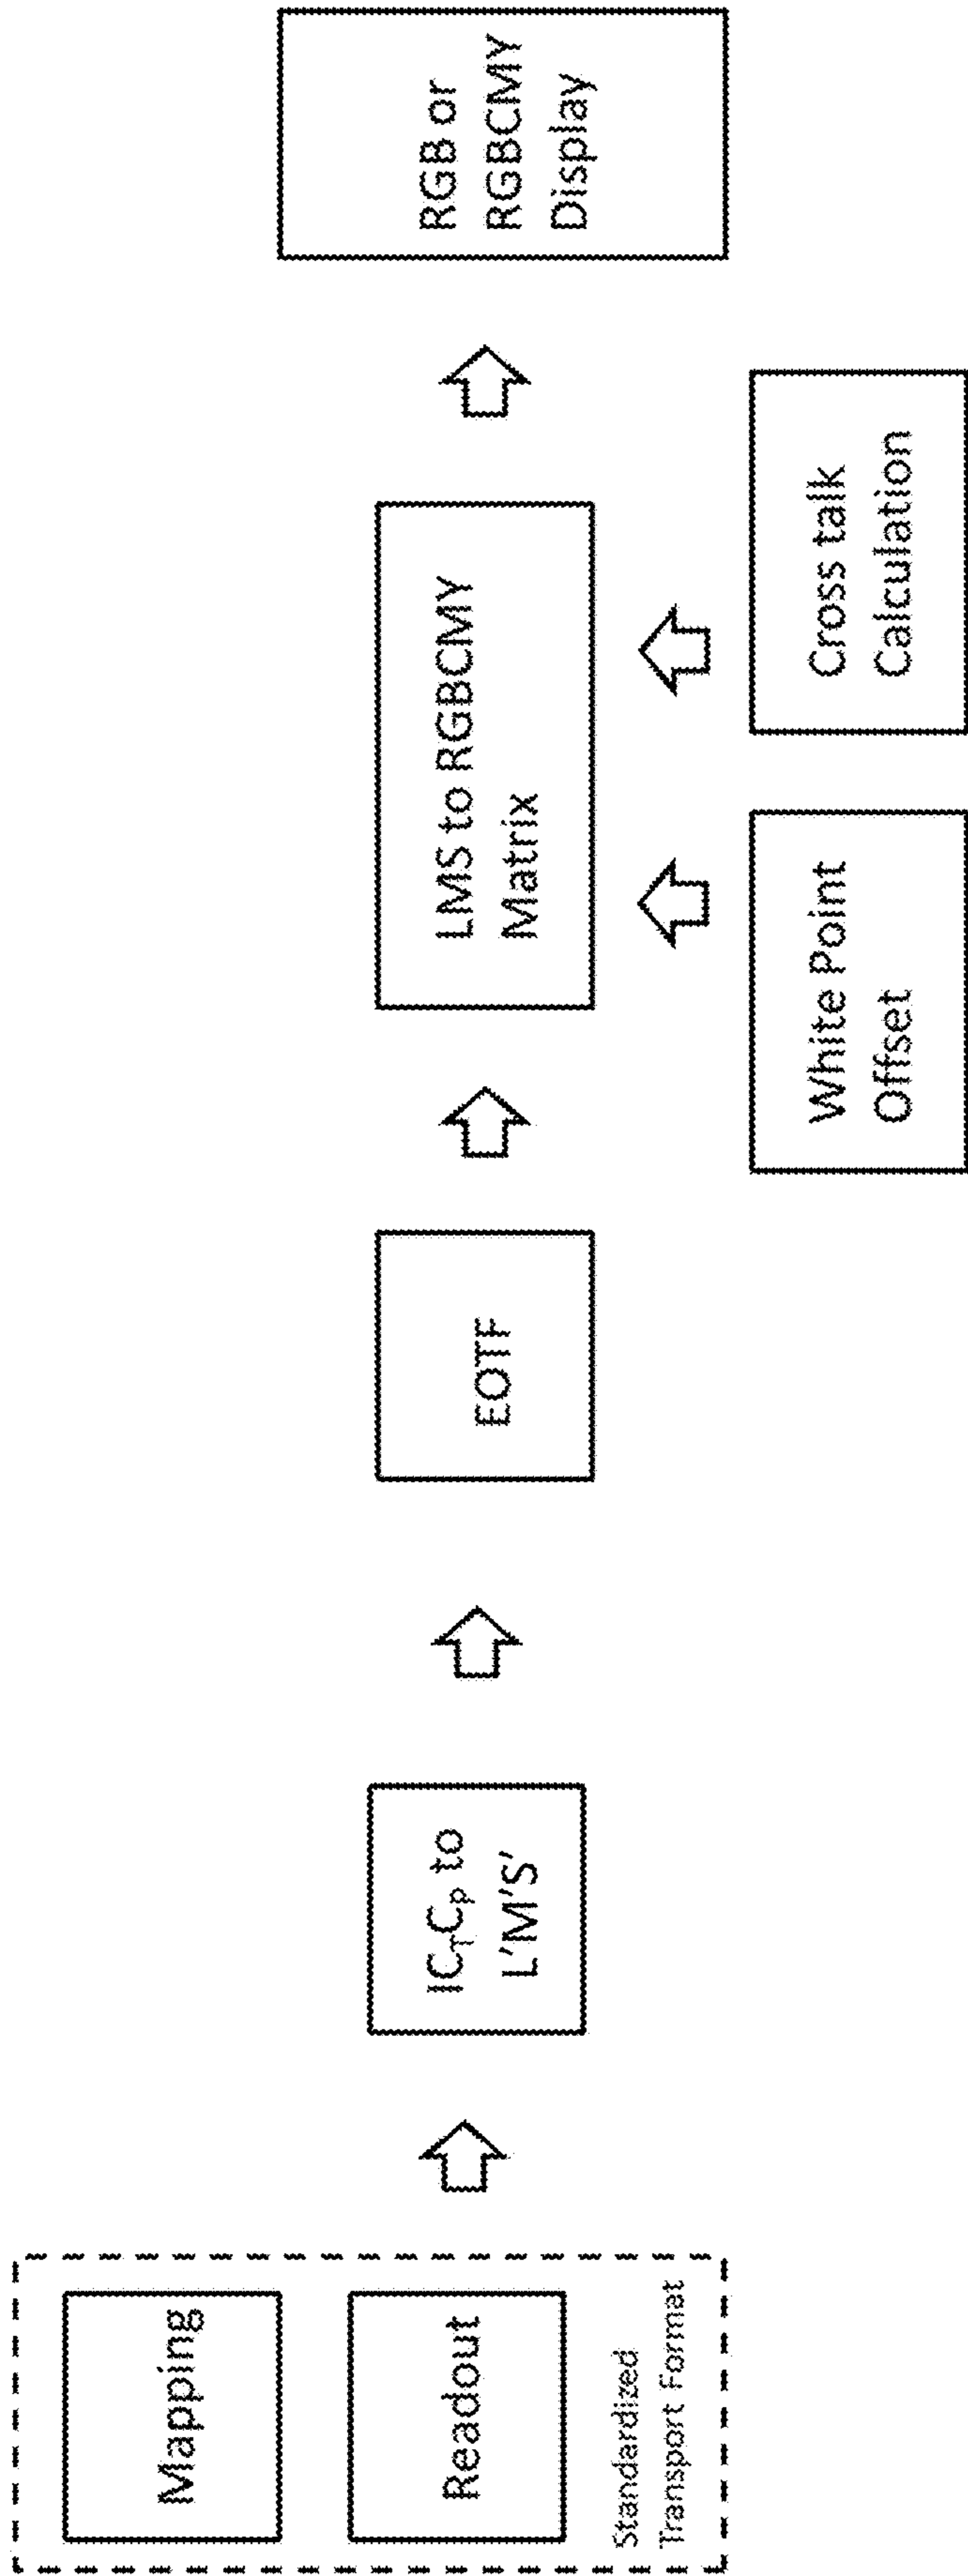 Mapping
Readout
Standardized
Transport Format
IC_TC_P to
L'M'S'
EOTF
LMS to RGBCMY
Matrix
White Point
Offset
Cross talk
Calculation
RGB or
RGBCMY
Display